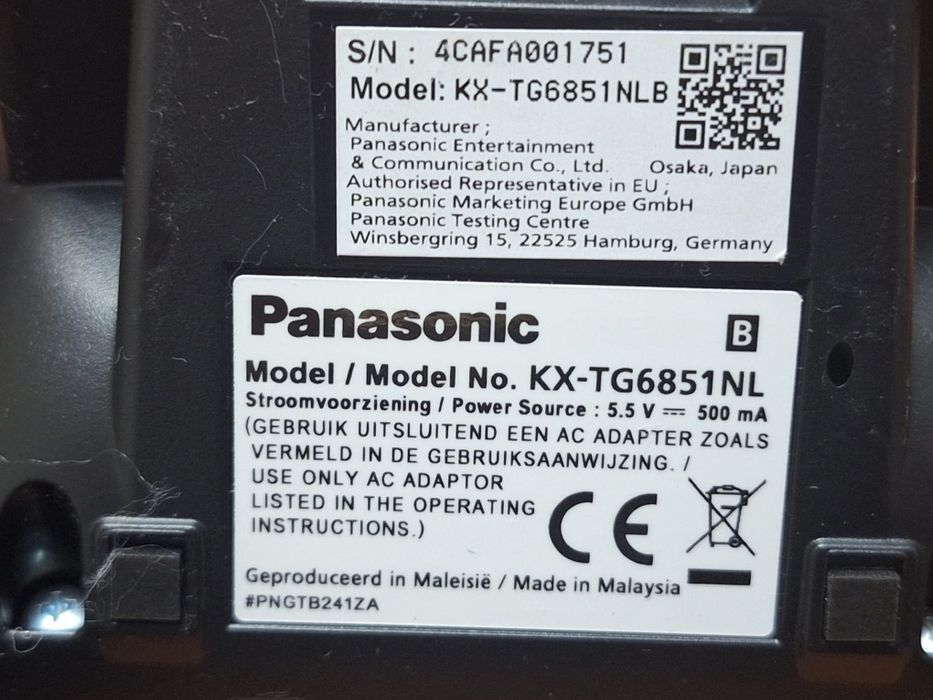 S/N : 4CAFA001751
Model: KX-TG6851NLB
Manufacturer ;
Panasonic Entertainment
& Communication Co., Ltd. Osaka, Japan
Authorised Representative in EU ;
Panasonic Marketing Europe GmbH
Panasonic Testing Centre
Winsbergring 15, 22525 Hamburg, Germany
Panasonic B
Model / Model No. KX-TG6851NL
Stroomvoorziening / Power Source : 5.5 V ⎓ 500 mA
(GEBRUIK UITSLUITEND EEN AC ADAPTER ZOALS
VERMELD IN DE GEBRUIKSAANWIJZING. /
USE ONLY AC ADAPTOR
LISTED IN THE OPERATING
INSTRUCTIONS.)
CE
Geproduceerd in Maleisië / Made in Malaysia
#PNGTB241ZA